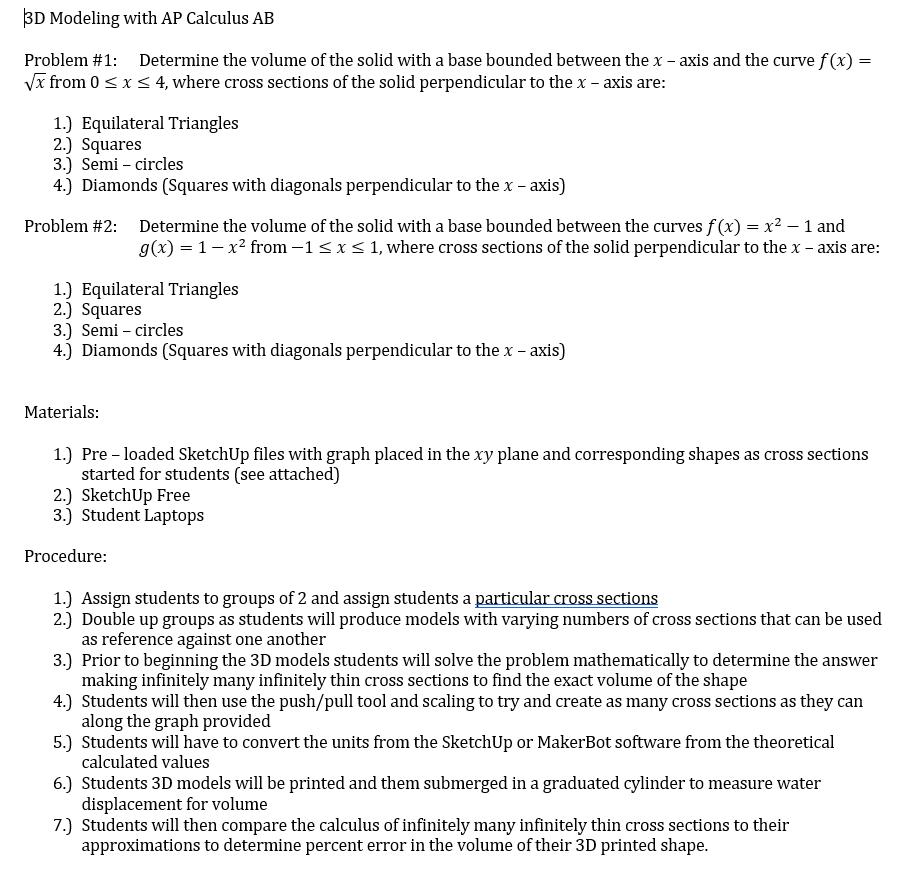 3D Modeling with AP Calculus AB
Problem #1: Determine the volume of the solid with a base bounded between the x – axis and the curve f(x) =
√x from 0 ≤ x ≤ 4, where cross sections of the solid perpendicular to the x – axis are:
1.) Equilateral Triangles
2.) Squares
3.) Semi – circles
4.) Diamonds (Squares with diagonals perpendicular to the x – axis)
Problem #2: Determine the volume of the solid with a base bounded between the curves f(x) = x² – 1 and
g(x) = 1 – x² from –1 ≤ x ≤ 1, where cross sections of the solid perpendicular to the x – axis are:
1.) Equilateral Triangles
2.) Squares
3.) Semi – circles
4.) Diamonds (Squares with diagonals perpendicular to the x – axis)
Materials:
1.) Pre – loaded SketchUp files with graph placed in the xy plane and corresponding shapes as cross sections
started for students (see attached)
2.) SketchUp Free
3.) Student Laptops
Procedure:
1.) Assign students to groups of 2 and assign students a particular cross sections
2.) Double up groups as students will produce models with varying numbers of cross sections that can be used
as reference against one another
3.) Prior to beginning the 3D models students will solve the problem mathematically to determine the answer
making infinitely many infinitely thin cross sections to find the exact volume of the shape
4.) Students will then use the push/pull tool and scaling to try and create as many cross sections as they can
along the graph provided
5.) Students will have to convert the units from the SketchUp or MakerBot software from the theoretical
calculated values
6.) Students 3D models will be printed and them submerged in a graduated cylinder to measure water
displacement for volume
7.) Students will then compare the calculus of infinitely many infinitely thin cross sections to their
approximations to determine percent error in the volume of their 3D printed shape.